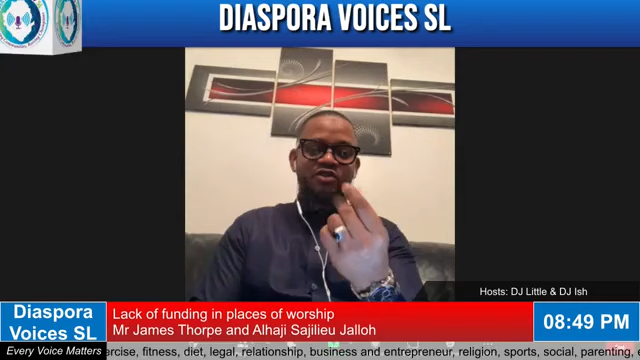 DIASPORA VOICES SL
Hosts: DJ Little & DJ Ish
Diaspora
Voices SL
Lack of funding in places of worship
Mr James Thorpe and Alhaji Sajilieu Jalloh
08:49 PM
Every Voice Matters
ercise, fitness, diet, legal, relationship, business and entrepreneur, religion, sports, social, parenting,